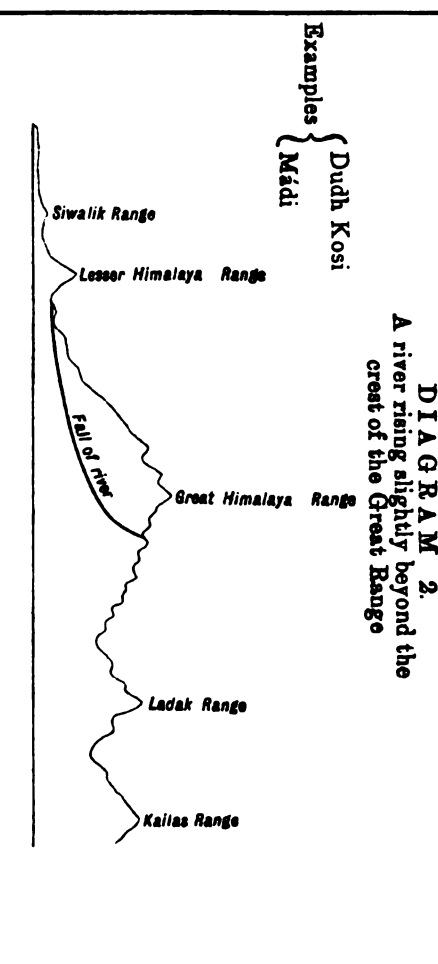 DIAGRAM 2.
A river rising slightly beyond the
crest of the Great Range
Examples { Dudh Kosi
Mádi
Siwalik Range
Lesser Himalaya Range
Fall of river
Great Himalaya Range
Ladak Range
Kailas Range